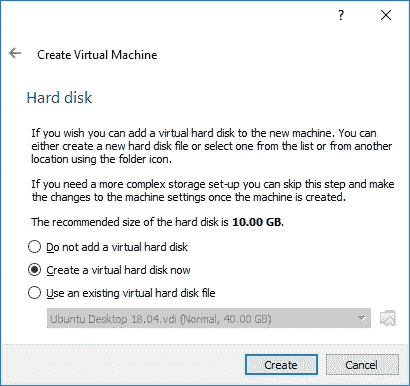 ?
Create Virtual Machine
Hard disk
If you wish you can add a virtual hard disk to the new machine. You can
either create a new hard disk file or select one from the list or from another
location using the folder icon.
If you need a more complex storage set-up you can skip this step and make
the changes to the machine settings once the machine is created.
The recommended size of the hard disk is 10.00 GB.
Do not add a virtual hard disk
Create a virtual hard disk now
Use an existing virtual hard disk file
Ubuntu Desktop 18.04.vdi (Normal, 40.00 GB)
Create Cancel